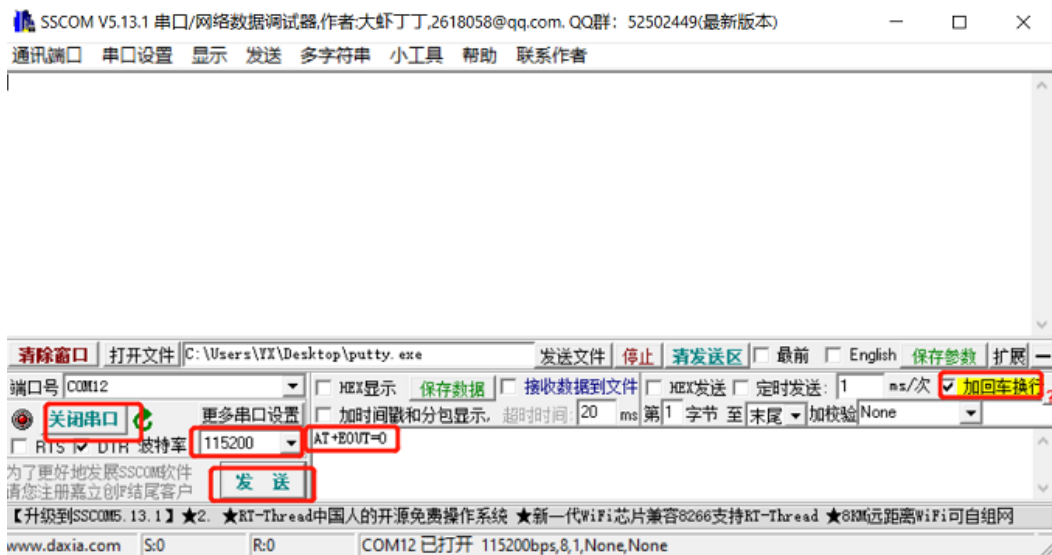 SSCOM V5.13.1 串口/网络数据调试器,作者:大虾丁丁,2618058@qq.com. QQ群: 52502449(最新版本)
通讯端口 串口设置 显示 发送 多字符串 小工具 帮助 联系作者
清除窗口 打开文件 C:\Users\YX\Desktop\putty.exe 发送文件 停止 清发送区 最前 English 保存参数 扩展 —
端口号 COM12 HEX显示 保存数据 接收数据到文件 HEX发送 定时发送: 1 ms/次 加回车换行
关闭串口 更多串口设置 加时间戳和分包显示, 超时时间: 20 ms 第1 字节 至 末尾 加校验 None
RTS DTR 波特率 115200 AT+EOUT=0
为了更好地发展SSCOM软件
请您注册嘉立创F结尾客户 发 送
【升级到SSCOM5.13.1】★2. ★RT-Thread中国人的开源免费操作系统 ★新一代WiFi芯片兼容8266支持RT-Thread ★8KM远距离WiFi可自组网
www.daxia.com S:0 R:0 COM12 已打开 115200bps,8,1,None,None